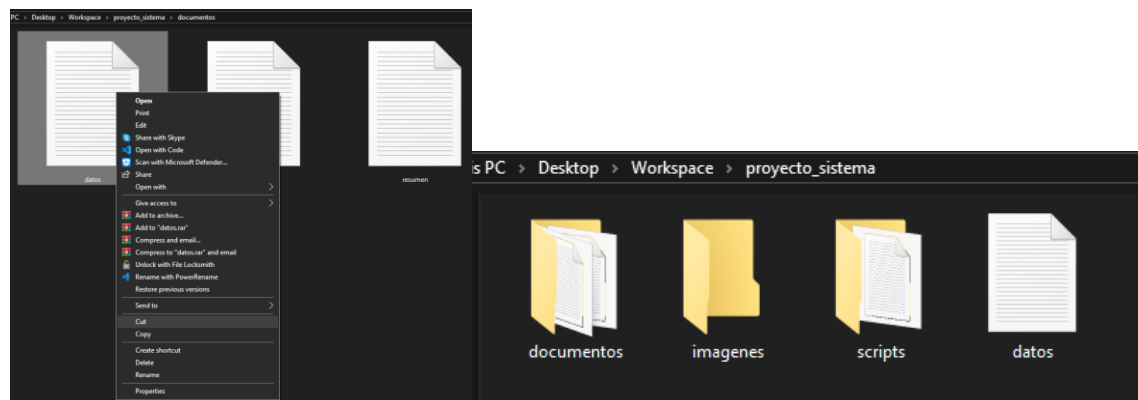 PC › Desktop › Workspace › proyecto_sistema › documentos
Open
Print
Edit
Share with Skype
Open with Code
Scan with Microsoft Defender...
Share
Open with
Give access to
Add to archive...
Add to "datos.rar"
Compress and email...
Compress to "datos.rar" and email
Unlock with File Locksmith
Rename with PowerRename
Restore previous versions
Send to
Cut
Copy
Create shortcut
Delete
Rename
Properties
datos
resumen
is PC › Desktop › Workspace › proyecto_sistema
documentos
imagenes
scripts
datos